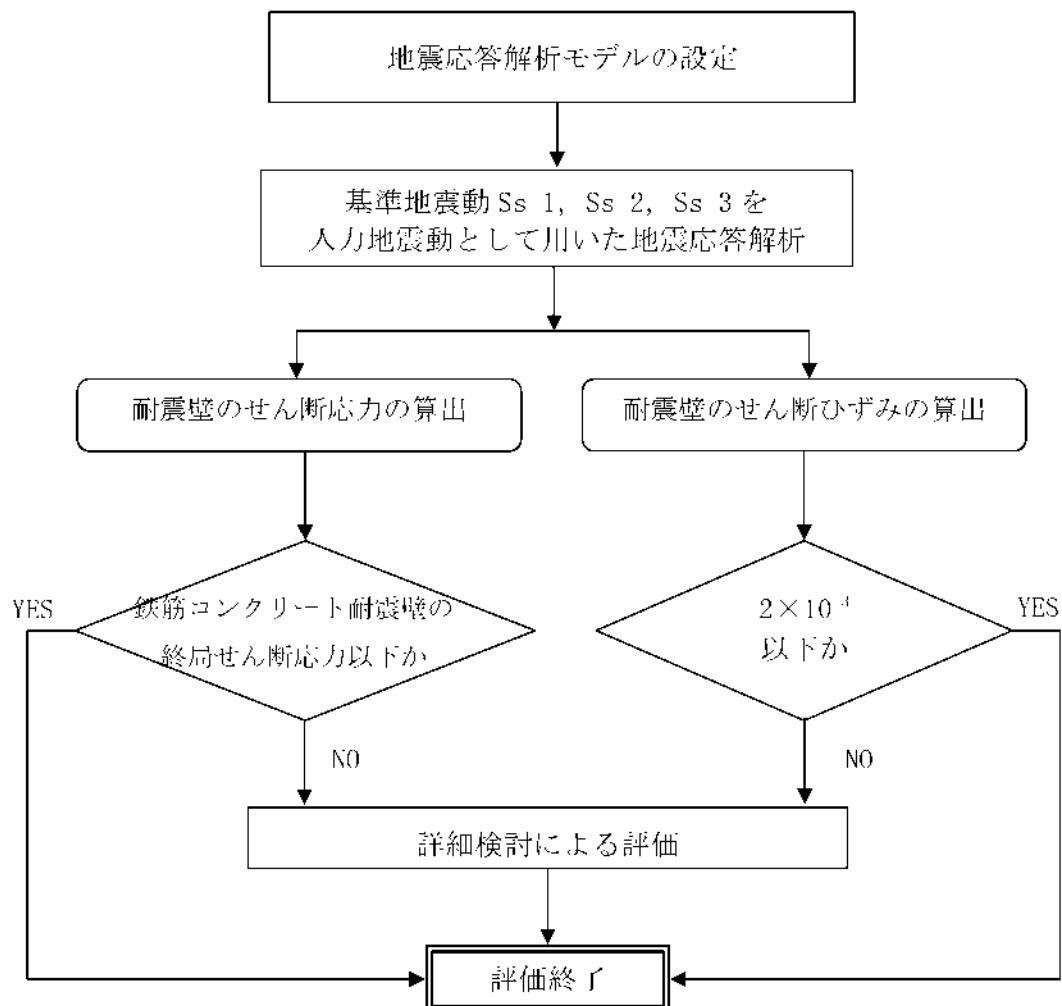 地震応答解析モデルの設定
基準地震動 Ss 1, Ss 2, Ss 3 を
入力地震動として用いた地震応答解析
耐震壁のせん断応力の算出
耐震壁のせん断ひずみの算出
鉄筋コンクリート耐震壁の
終局せん断応力以下か
YES
NO
2×10
以下か
YES
NO
詳細検討による評価
評価終了